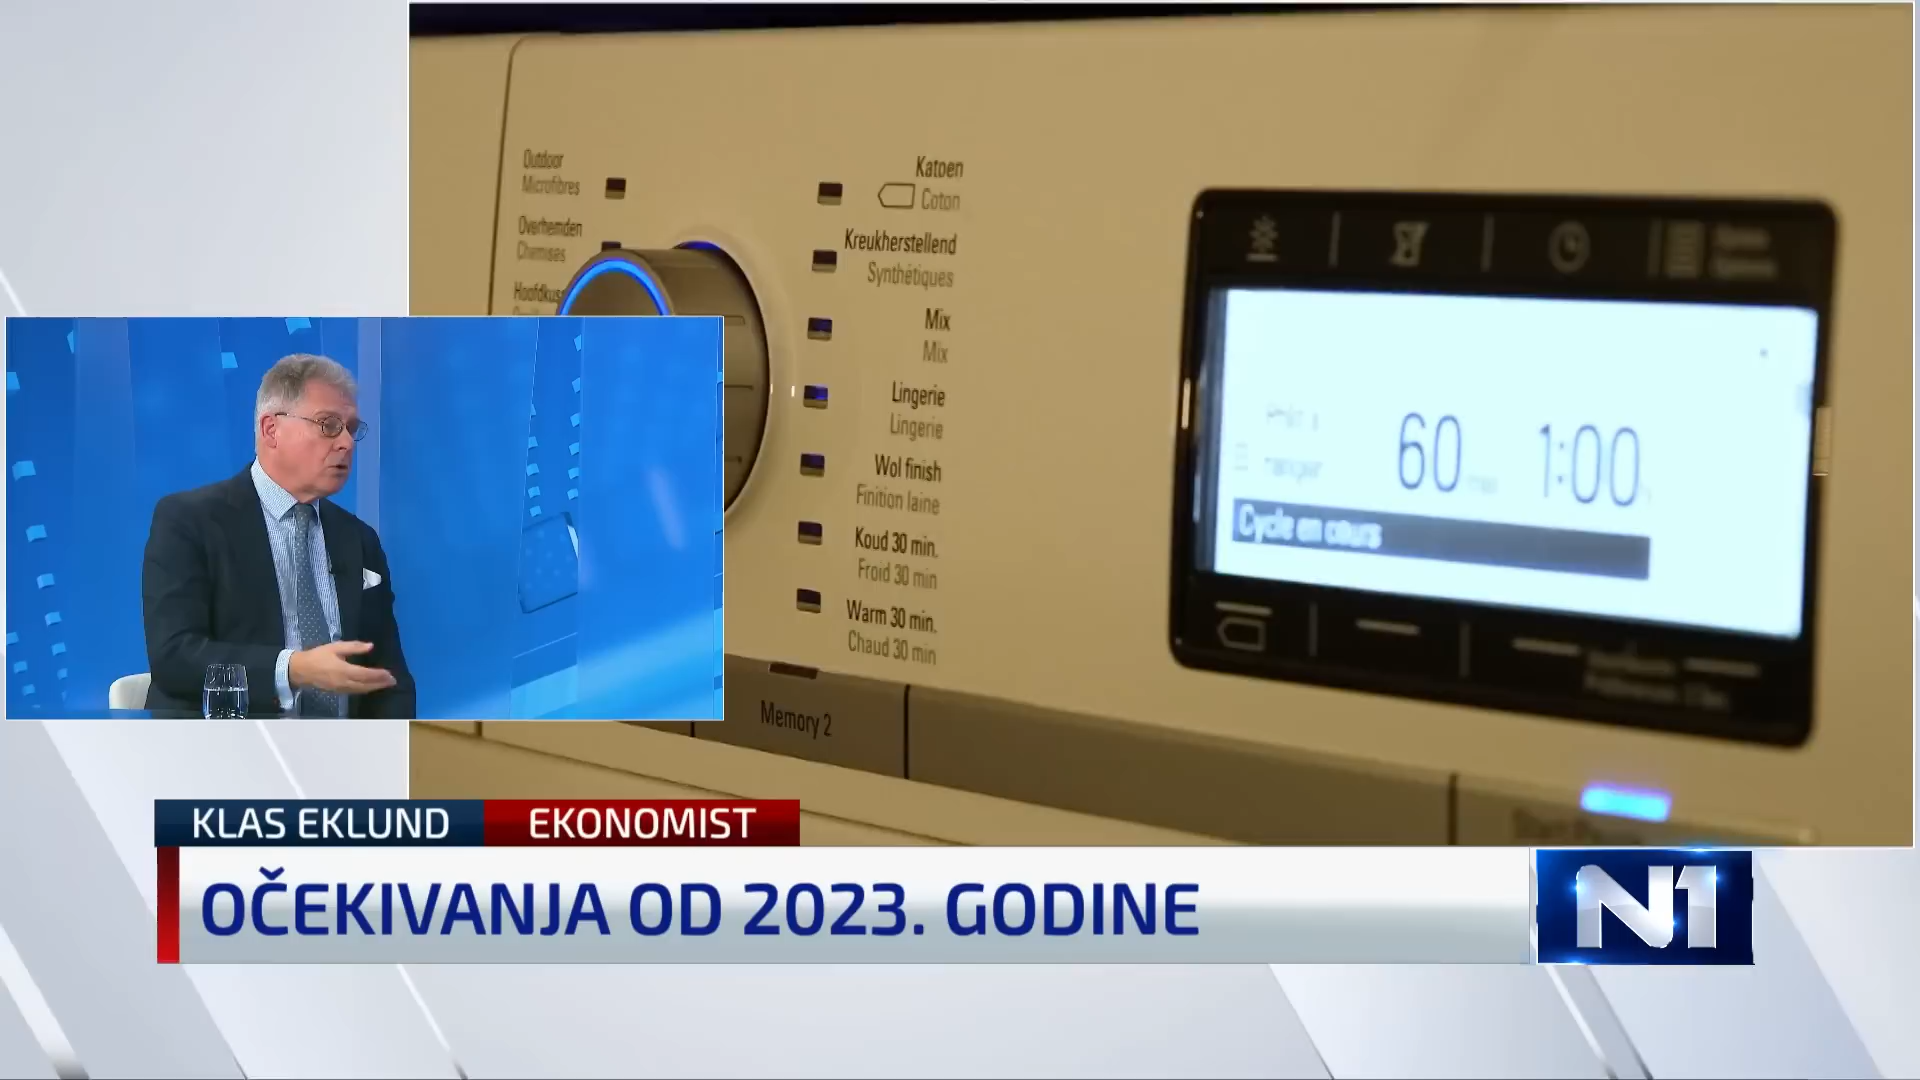 Outdoor
Microfibres
Overhemden
Chemises
Katoen
Coton
Kreukherstellend
Synthétiques
Mix
Mix
Lingerie
Lingerie
Wol finish
Finition laine
Koud 30 min.
Froid 30 min
Warm 30 min.
Chaud 30 min
Memory 2
60 1:00
Cycle en cours
KLAS EKLUND EKONOMIST
OČEKIVANJA OD 2023. GODINE
N1